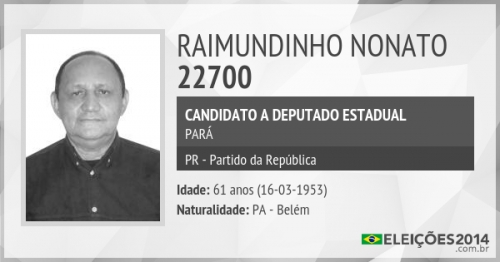 RAIMUNDINHO NONATO
22700
CANDIDATO A DEPUTADO ESTADUAL
PARÁ
PR - Partido da República
Idade: 61 anos (16-03-1953)
Naturalidade: PA - Belém
ELEIÇÕES2014
.com.br